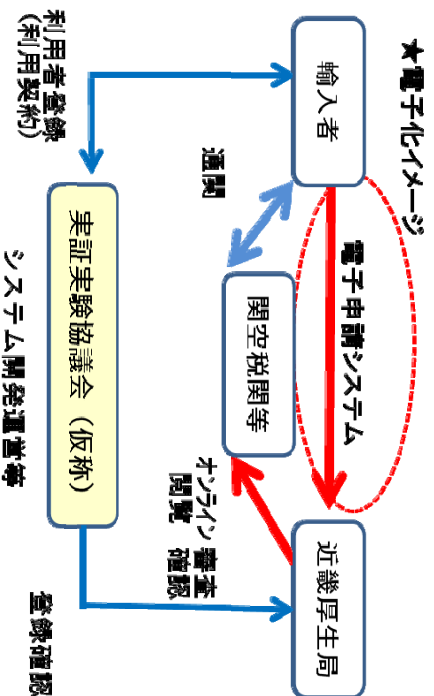 ★電子化イメージ
輸入者
電子申請システム
近畿厚生局
通関
関空税関等
オンライン 審査
閲覧 確認
利用者登録
(利用契約)
実証実験協議会（仮称）
登録確認
システム開発運営等